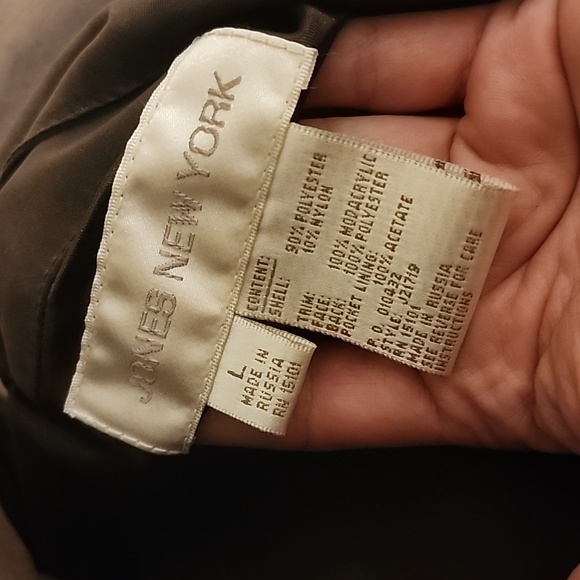 JONES NEW YORK
L
MADE IN
RUSSIA
RN 15101
CONTENT:
SHELL: 90% POLYESTER
10% NYLON
TRIM:
FACE: 100% MODACRYLIC
BACK: 100% POLYESTER
POCKET LINING: 100% ACETATE
P.O. 010432
STYLE: J2179
RN 15101
MADE IN RUSSIA
SEE REVERSE FOR CARE
INSTRUCTIONS